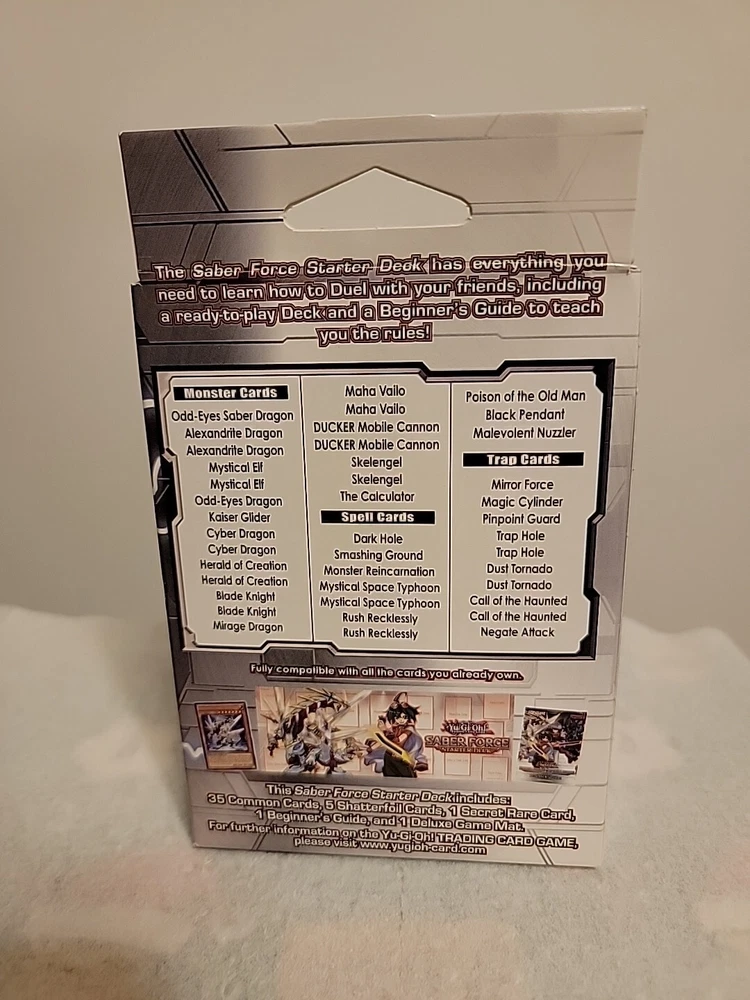 The Saber Force Starter Deck has everything you
need to learn how to Duel with your friends, including
a ready-to-play Deck and a Beginner's Guide to teach
you the rules!
Monster Cards
Odd-Eyes Saber Dragon
Alexandrite Dragon
Alexandrite Dragon
Mystical Elf
Mystical Elf
Odd-Eyes Dragon
Kaiser Glider
Cyber Dragon
Cyber Dragon
Herald of Creation
Herald of Creation
Blade Knight
Blade Knight
Mirage Dragon
Maha Vailo
Maha Vailo
DUCKER Mobile Cannon
DUCKER Mobile Cannon
Skelengel
Skelengel
The Calculator
Spell Cards
Dark Hole
Smashing Ground
Monster Reincarnation
Mystical Space Typhoon
Mystical Space Typhoon
Rush Recklessly
Rush Recklessly
Poison of the Old Man
Black Pendant
Malevolent Nuzzler
Trap Cards
Mirror Force
Magic Cylinder
Pinpoint Guard
Trap Hole
Trap Hole
Dust Tornado
Dust Tornado
Call of the Haunted
Call of the Haunted
Negate Attack
Fully compatible with all the cards you already own.
Yu-Gi-Oh!
SABER FORCE
STARTER DECK
This Saber Force Starter Deck includes:
35 Common Cards, 5 Shatterfoil Cards, 1 Secret Rare Card,
1 Beginner's Guide, and 1 Deluxe Game Mat.
For further information on the Yu-Gi-Oh! TRADING CARD GAME,
please visit www.yugioh-card.com